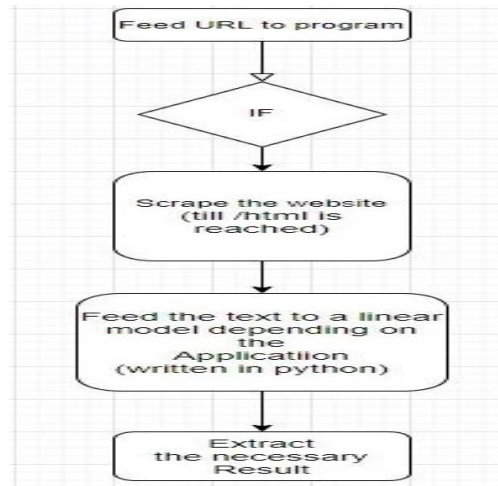 Feed URL to program
IF
Scrape the website
(till /html is
reached)
Feed the text to a linear
model depending on
the
Applicatiion
(written in python)
Extract
the necessary
Result